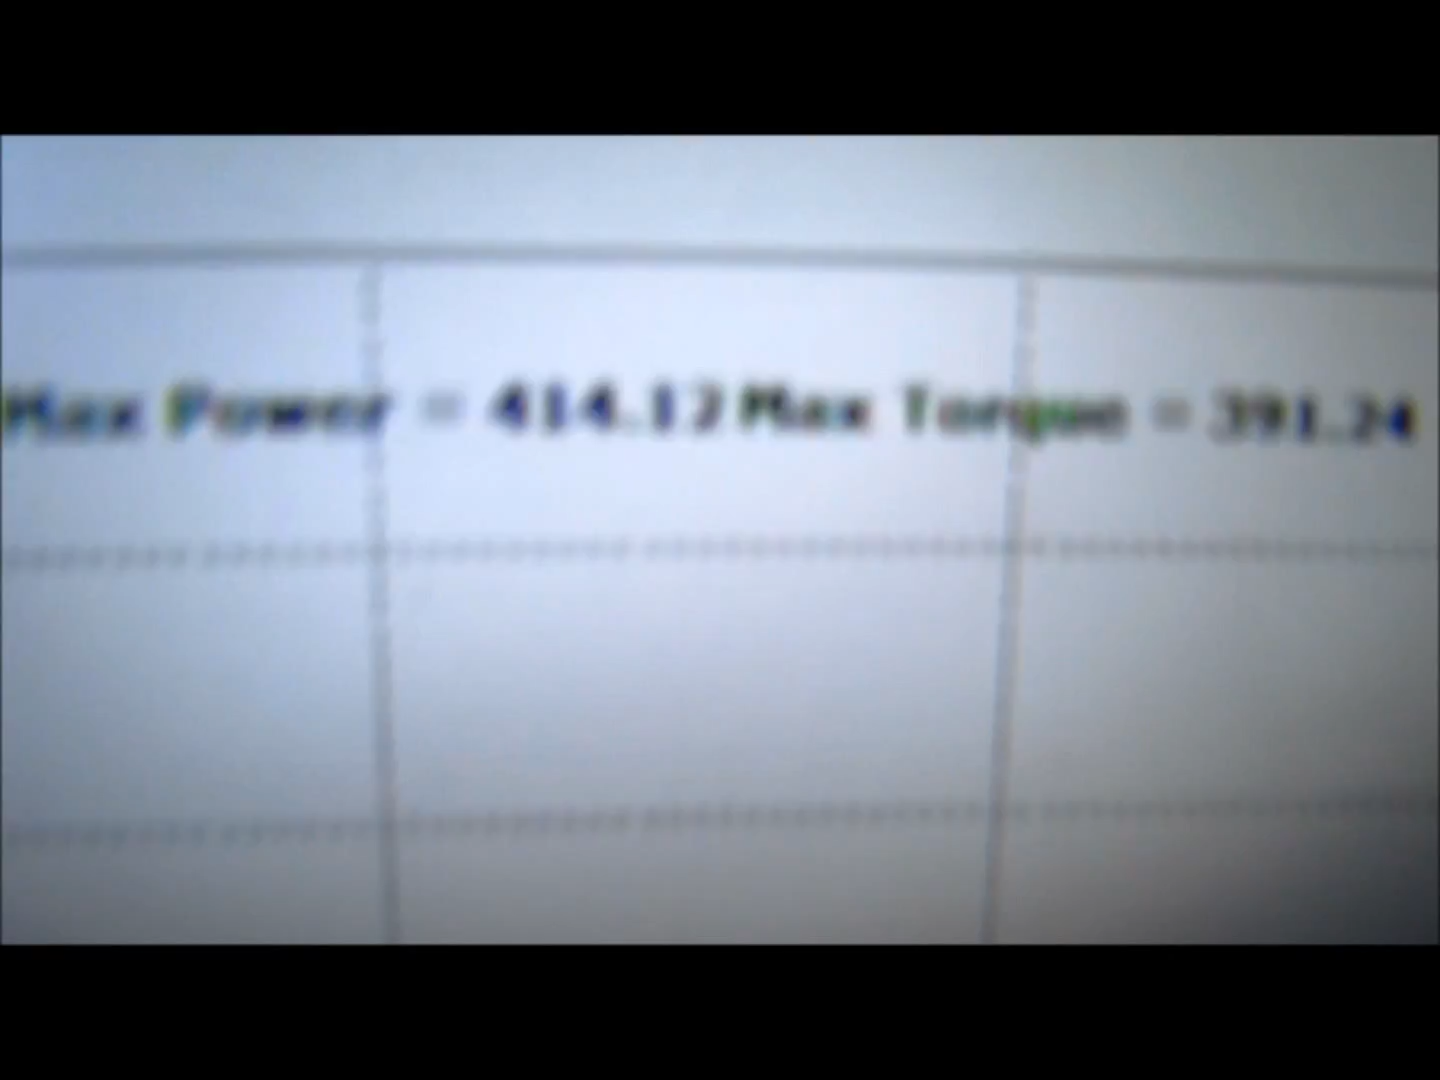 Max Power = 414.12 Max Torque = 391.24